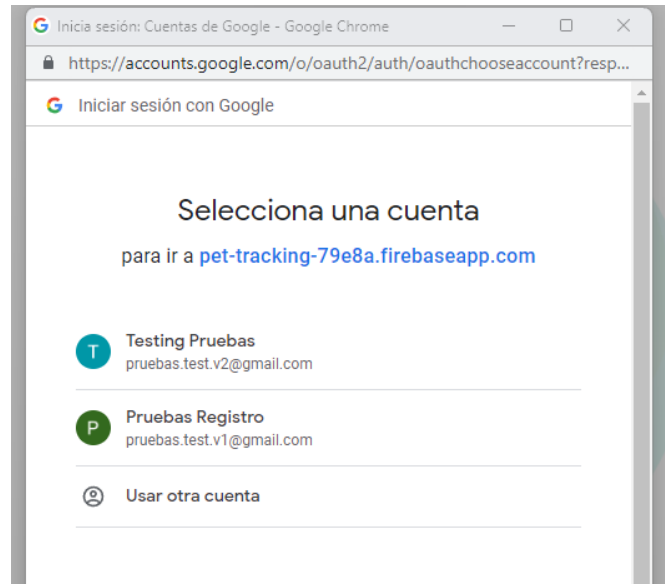 Inicia sesión: Cuentas de Google - Google Chrome
https://accounts.google.com/o/oauth2/auth/oauthchooseaccount?resp...
Iniciar sesión con Google
Selecciona una cuenta
para ir a pet-tracking-79e8a.firebaseapp.com
T
Testing Pruebas
pruebas.test.v2@gmail.com
P
Pruebas Registro
pruebas.test.v1@gmail.com
Usar otra cuenta